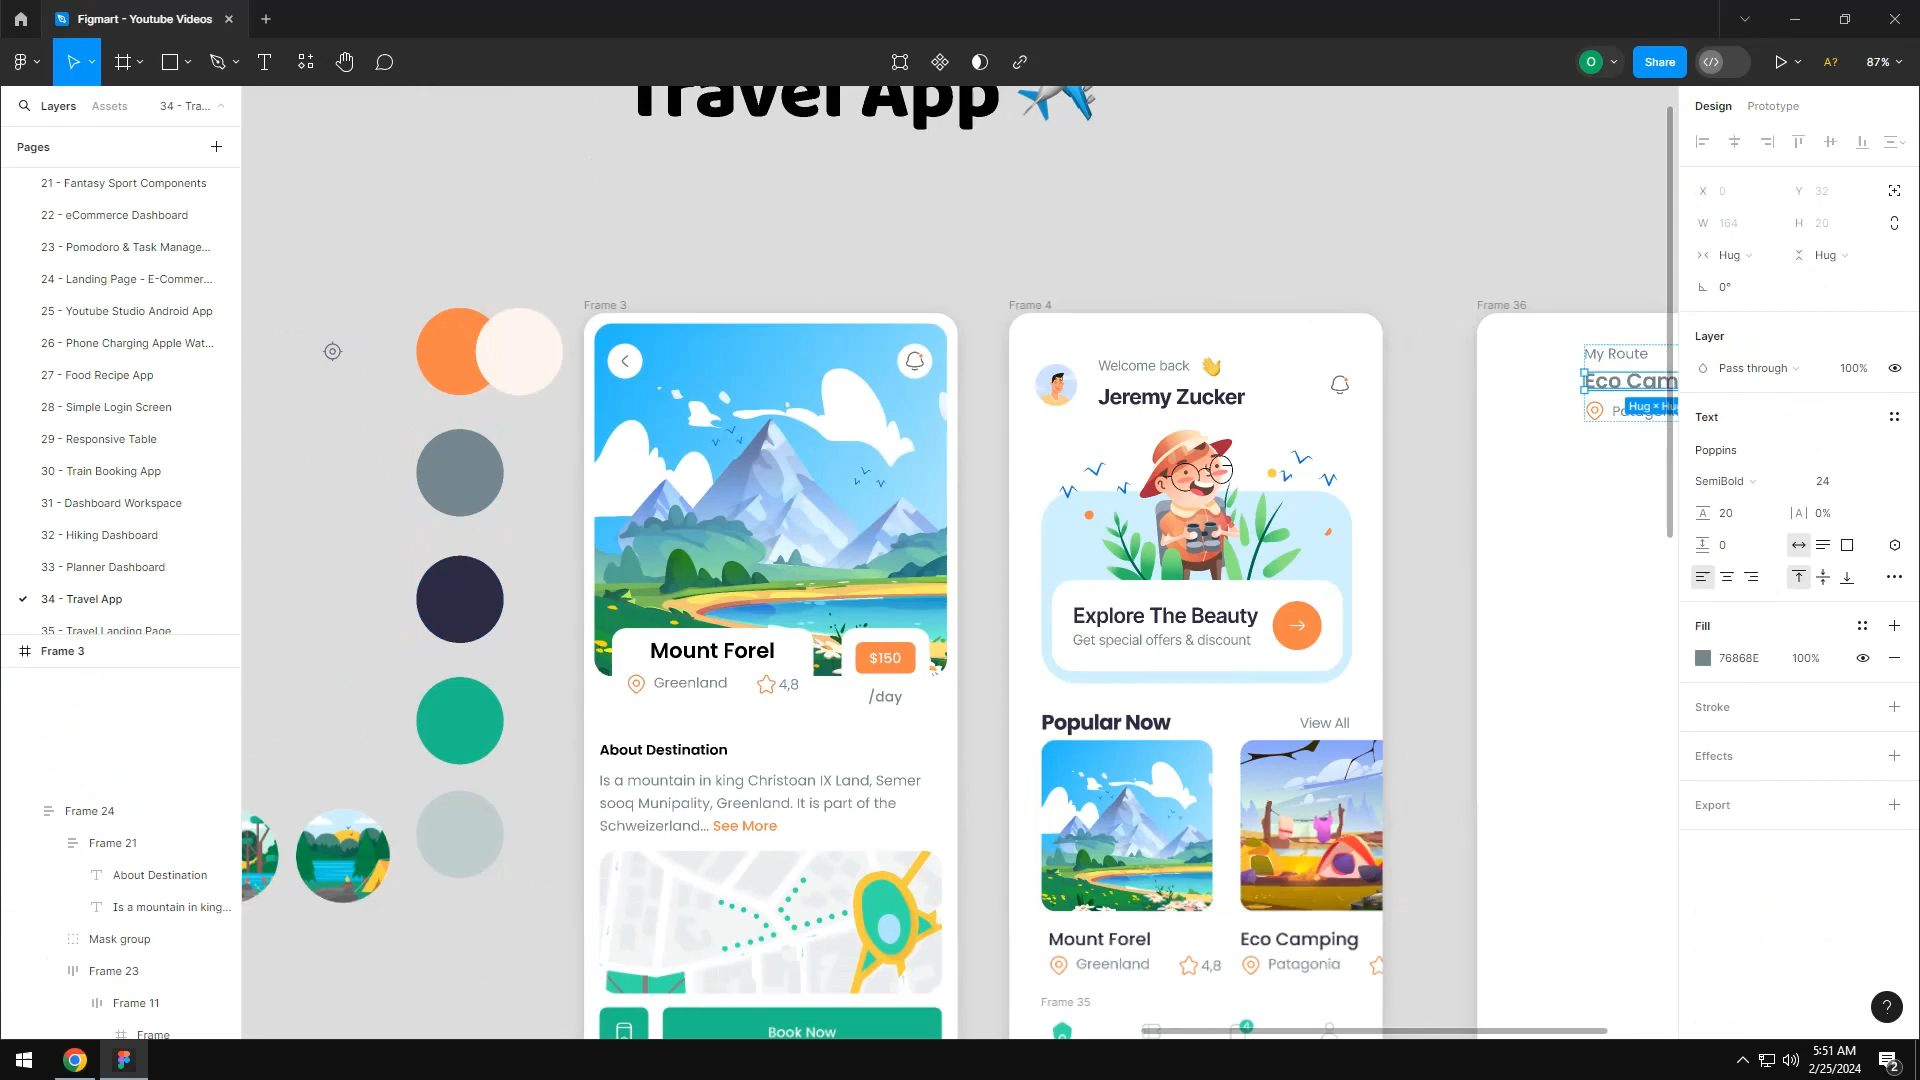 Figmart - Youtube Videos
O
Share
A?
87%
Layers
Assets
34 - Tra...
Pages
21 - Fantasy Sport Components
22 - eCommerce Dashboard
23 - Pomodoro & Task Manage...
24 - Landing Page - E-Commer...
25 - Youtube Studio Android App
26 - Phone Charging Apple Wat...
27 - Food Recipe App
28 - Simple Login Screen
29 - Responsive Table
30 - Train Booking App
31 - Dashboard Workspace
32 - Hiking Dashboard
33 - Planner Dashboard
34 - Travel App
35 - Travel Landing Page
Frame 3
Frame 24
Frame 21
About Destination
Is a mountain in king...
Mask group
Frame 23
Frame 11
Frame
Travel App
Frame 3
Mount Forel
Greenland
4,8
$150
/day
About Destination
Is a mountain in king Christoan IX Land, Semer
sooq Munipality, Greenland. It is part of the
Schweizerland... See More
Book Now
Frame 4
Welcome back
Jeremy Zucker
Explore The Beauty
Get special offers & discount
Popular Now
View All
Mount Forel
Greenland
4,8
Eco Camping
Patagonia
Frame 35
4
Frame 36
My Route
Eco Cam
Hug × Hu
Design
Prototype
X 0
Y 32
W 164
H 20
Hug
Hug
0°
Layer
Pass through
100%
Text
Poppins
SemiBold
24
20
0%
0
Fill
76868E
100%
Stroke
Effects
Export
?
5:51 AM
2/25/2024
2